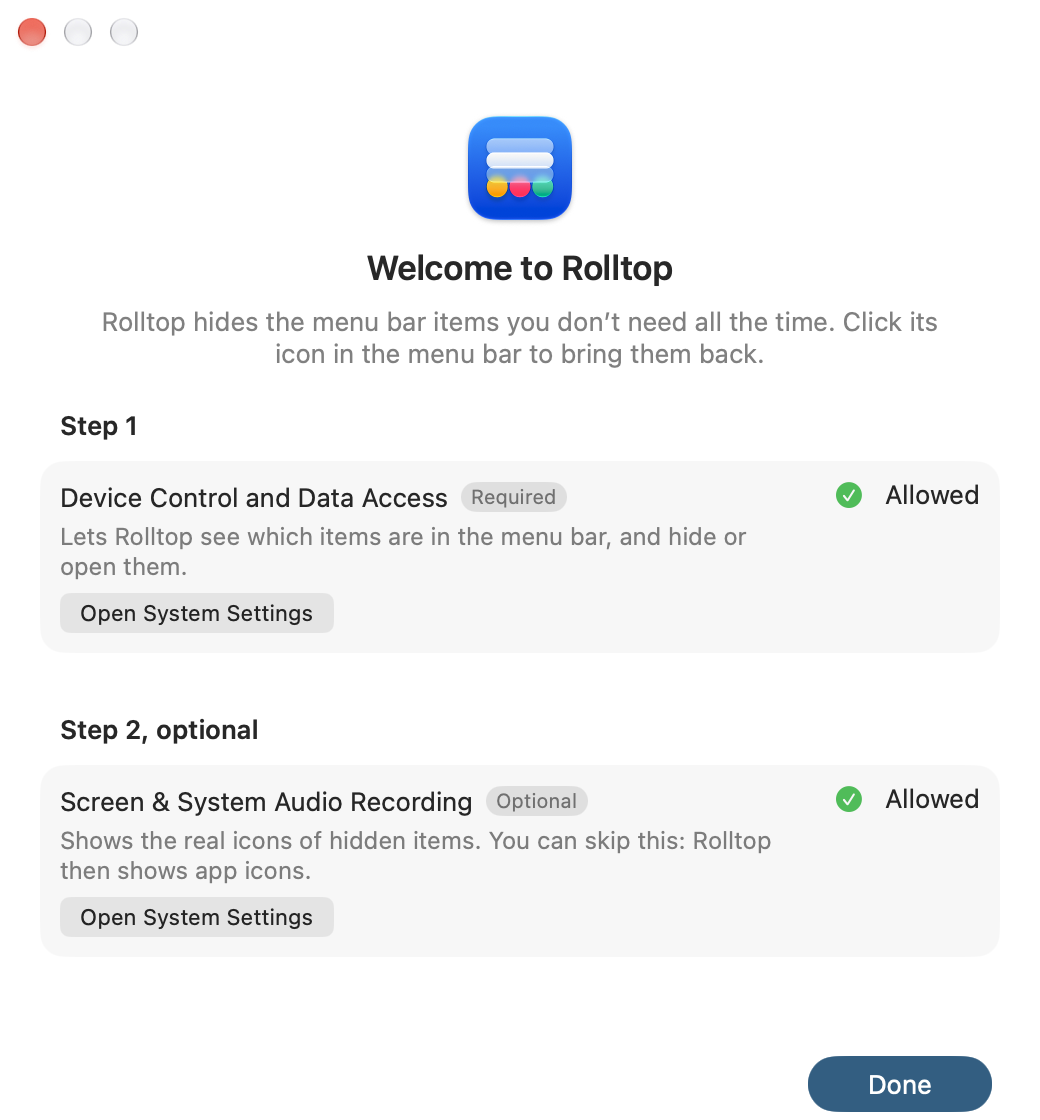 Welcome to Rolltop
Rolltop hides the menu bar items you don’t need all the time. Click its
icon in the menu bar to bring them back.
Step 1
Device Control and Data Access Required Allowed
Lets Rolltop see which items are in the menu bar, and hide or
open them.
Open System Settings
Step 2, optional
Screen & System Audio Recording Optional Allowed
Shows the real icons of hidden items. You can skip this: Rolltop
then shows app icons.
Open System Settings
Done